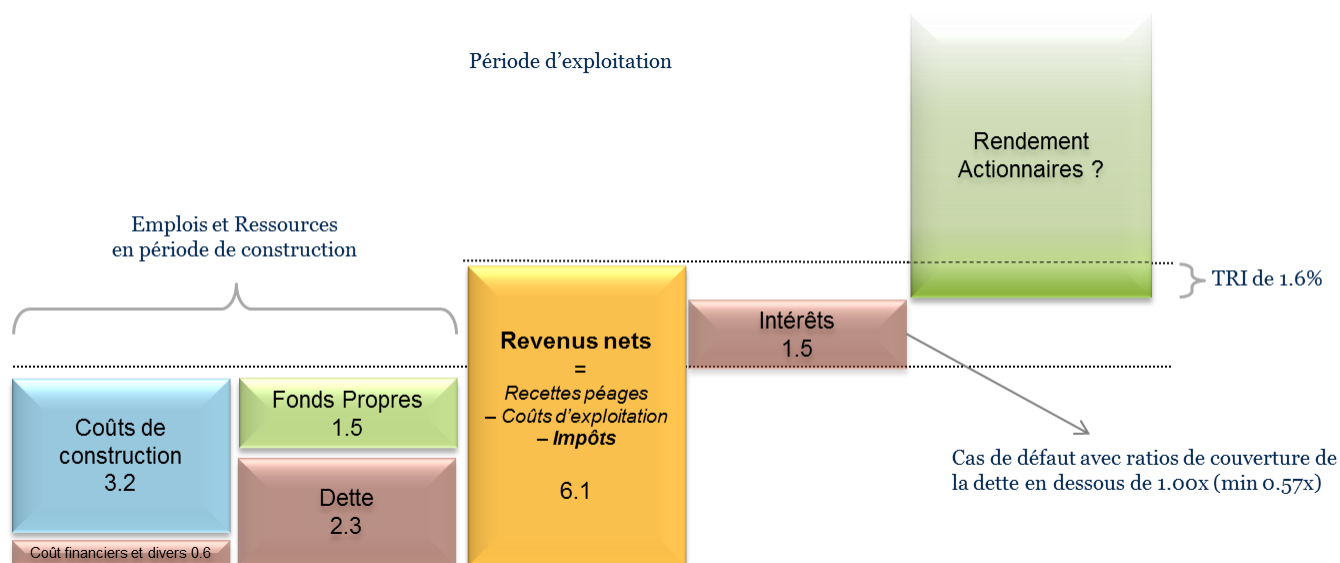 Période d'exploitation
Emplois et Ressources
en période de construction
Coûts de
construction
3.2
Coût financiers et divers 0.6
Fonds Propres
1.5
Dette
2.3
Revenus nets
=
Recettes péages
– Coûts d'exploitation
– Impôts
6.1
Intérêts
1.5
Rendement
Actionnaires ?
TRI de 1.6%
Cas de défaut avec ratios de couverture de
la dette en dessous de 1.00x (min 0.57x)